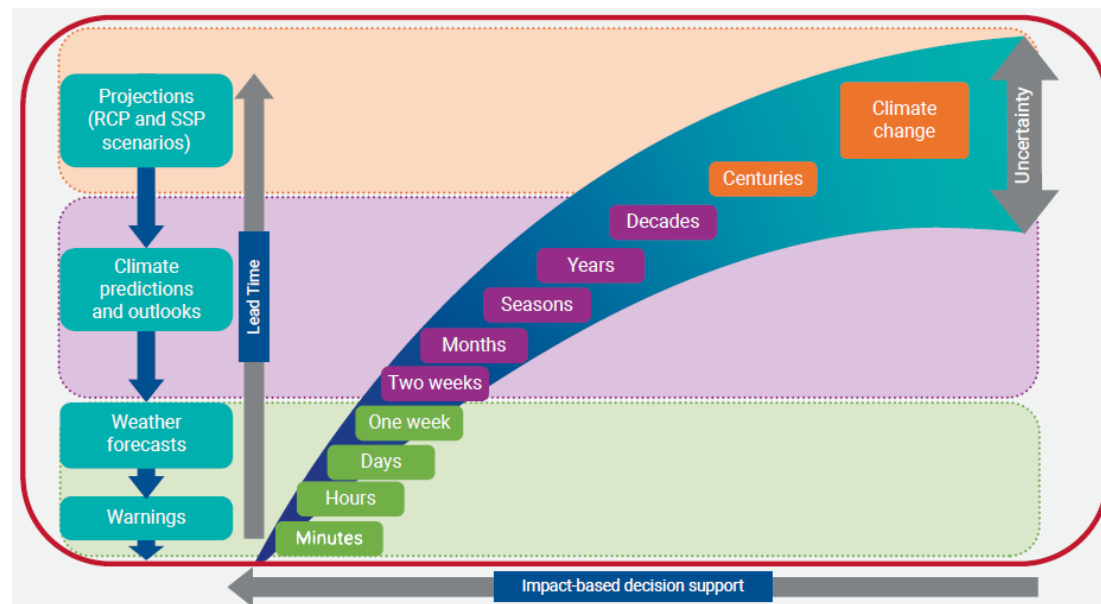 Projections
(RCP and SSP
scenarios)
Climate
predictions
and outlooks
Weather
forecasts
Warnings
Lead Time
Climate
change
Uncertainty
Centuries
Decades
Years
Seasons
Months
Two weeks
One week
Days
Hours
Minutes
Impact-based decision support